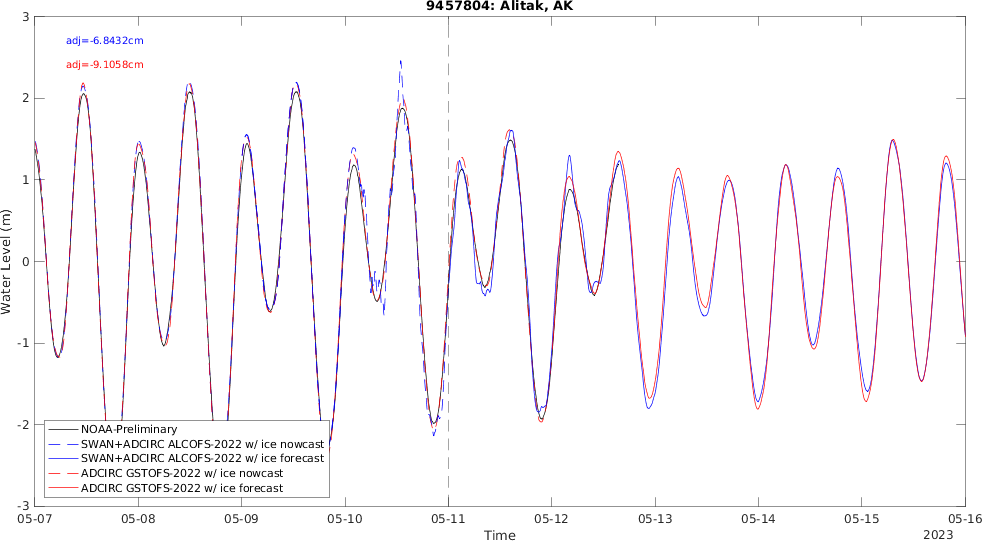 9457804: Alitak, AK
adj=-6.8432cm
adj=-9.1058cm
Water Level (m)
3
2
1
0
-1
-2
-3
NOAA-Preliminary
SWAN+ADCIRC ALCOFS-2022 w/ ice nowcast
SWAN+ADCIRC ALCOFS-2022 w/ ice forecast
ADCIRC GSTOFS-2022 w/ ice nowcast
ADCIRC GSTOFS-2022 w/ ice forecast
05-07 05-08 05-09 05-10 05-11 05-12 05-13 05-14 05-15 05-16
Time
2023